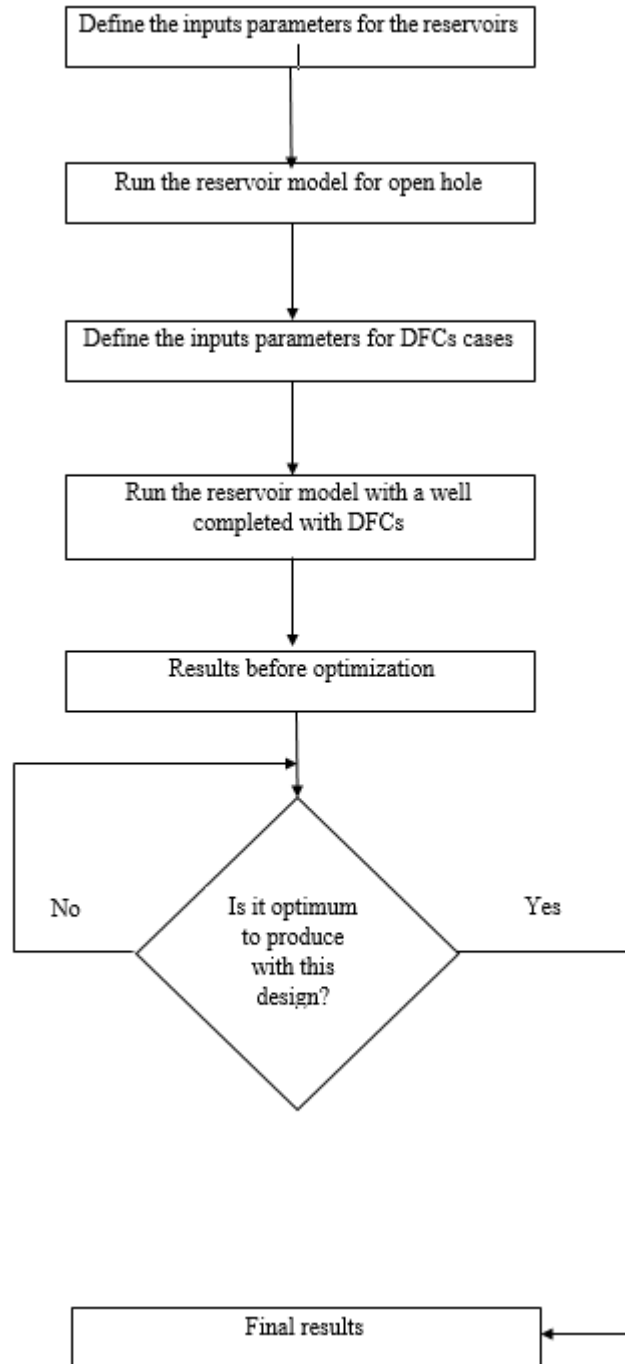 Define the inputs parameters for the reservoirs
Run the reservoir model for open hole
Define the inputs parameters for DFCs cases
Run the reservoir model with a well
completed with DFCs
Results before optimization
No
Is it optimum
to produce
with this
design?
Yes
Final results